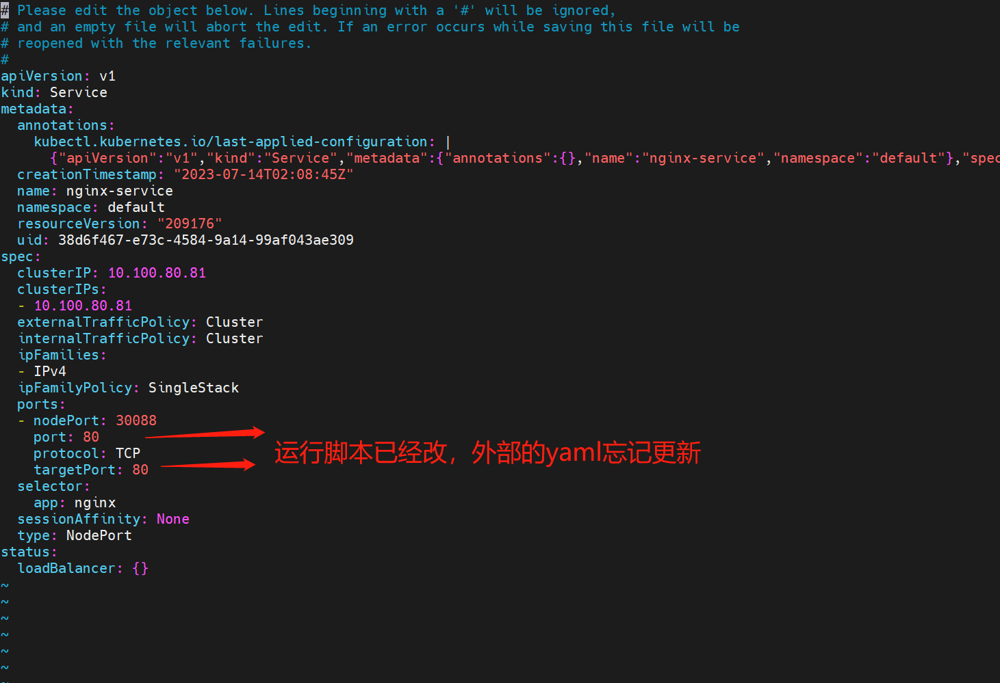 # Please edit the object below. Lines beginning with a '#' will be ignored,
# and an empty file will abort the edit. If an error occurs while saving this file will be
# reopened with the relevant failures.
#
apiVersion: v1
kind: Service
metadata:
  annotations:
    kubectl.kubernetes.io/last-applied-configuration: |
      {"apiVersion":"v1","kind":"Service","metadata":{"annotations":{},"name":"nginx-service","namespace":"default"},"spec
  creationTimestamp: "2023-07-14T02:08:45Z"
  name: nginx-service
  namespace: default
  resourceVersion: "209176"
  uid: 38d6f467-e73c-4584-9a14-99af043ae309
spec:
  clusterIP: 10.100.80.81
  clusterIPs:
  - 10.100.80.81
  externalTrafficPolicy: Cluster
  internalTrafficPolicy: Cluster
  ipFamilies:
  - IPv4
  ipFamilyPolicy: SingleStack
  ports:
  - nodePort: 30088
    port: 80
    protocol: TCP
运行脚本已经改，外部的yaml忘记更新
    targetPort: 80
  selector:
    app: nginx
  sessionAffinity: None
  type: NodePort
status:
  loadBalancer: {}
~
~
~
~
~
~
~